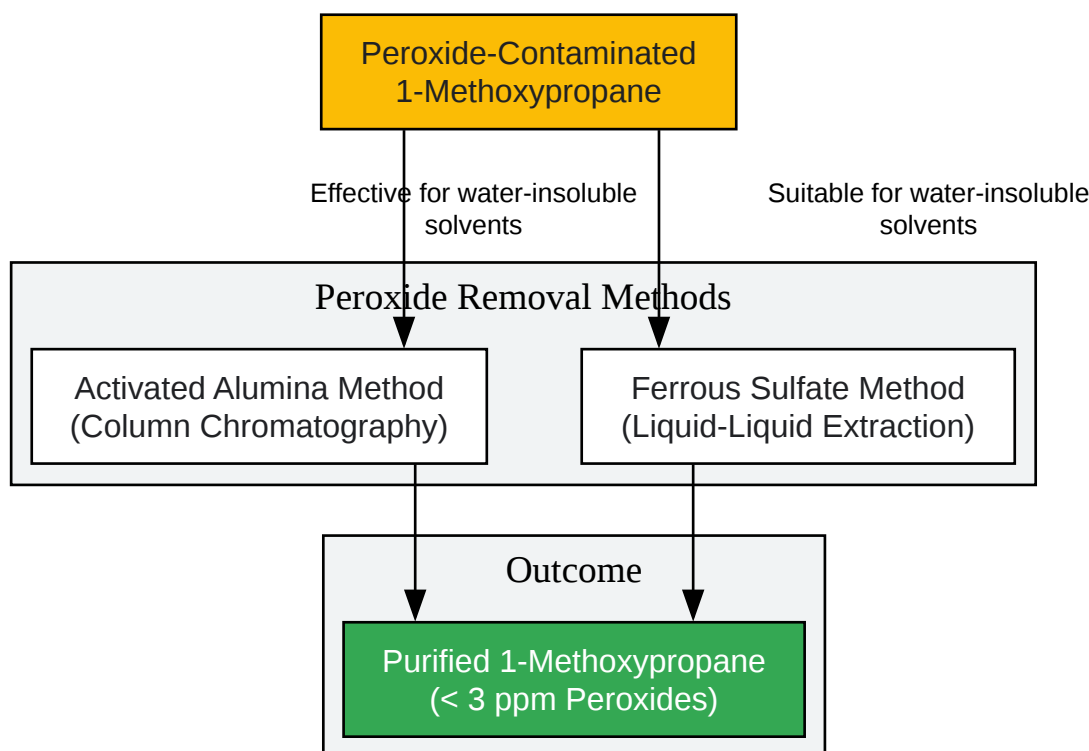 Peroxide-Contaminated
1-Methoxypropane
Effective for water-insoluble
solvents
Suitable for water-insoluble
solvents
Peroxide Removal Methods
Activated Alumina Method
(Column Chromatography)
Ferrous Sulfate Method
(Liquid-Liquid Extraction)
Outcome
Purified 1-Methoxypropane
(< 3 ppm Peroxides)